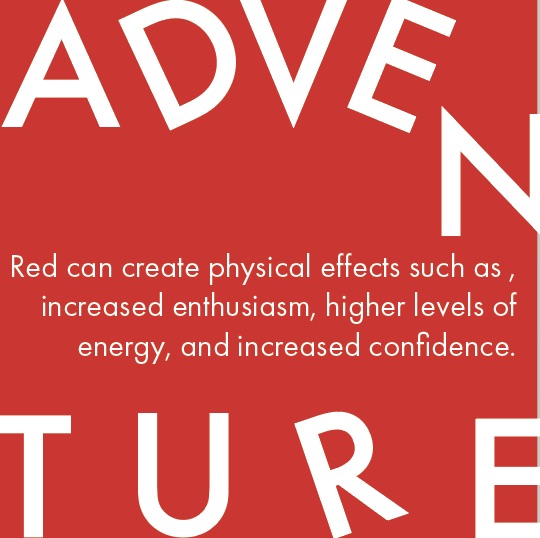 ADVEN
Red can create physical effects such as ,
increased enthusiasm, higher levels of
energy, and increased confidence.
TURE